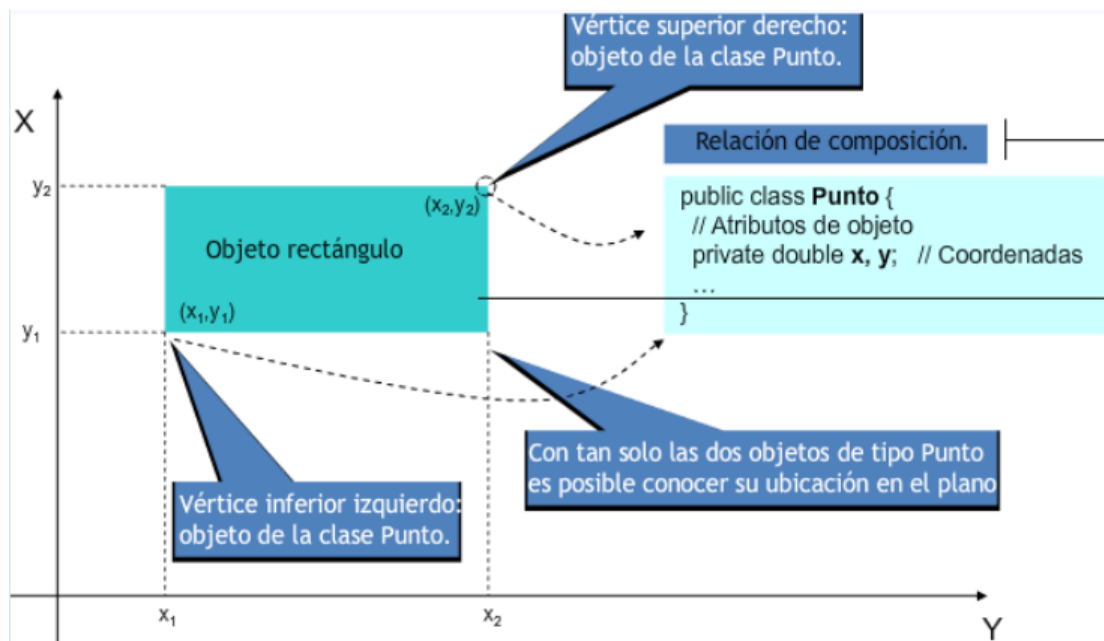 Vértice superior derecho:
objeto de la clase Punto.
X
Relación de composición.
y2
(x2,y2)
public class Punto {
// Atributos de objeto
private double x, y; // Coordenadas
...
}
Objeto rectángulo
(x1,y1)
y1
Con tan solo las dos objetos de tipo Punto
es posible conocer su ubicación en el plano
Vértice inferior izquierdo:
objeto de la clase Punto.
x1
x2
Y